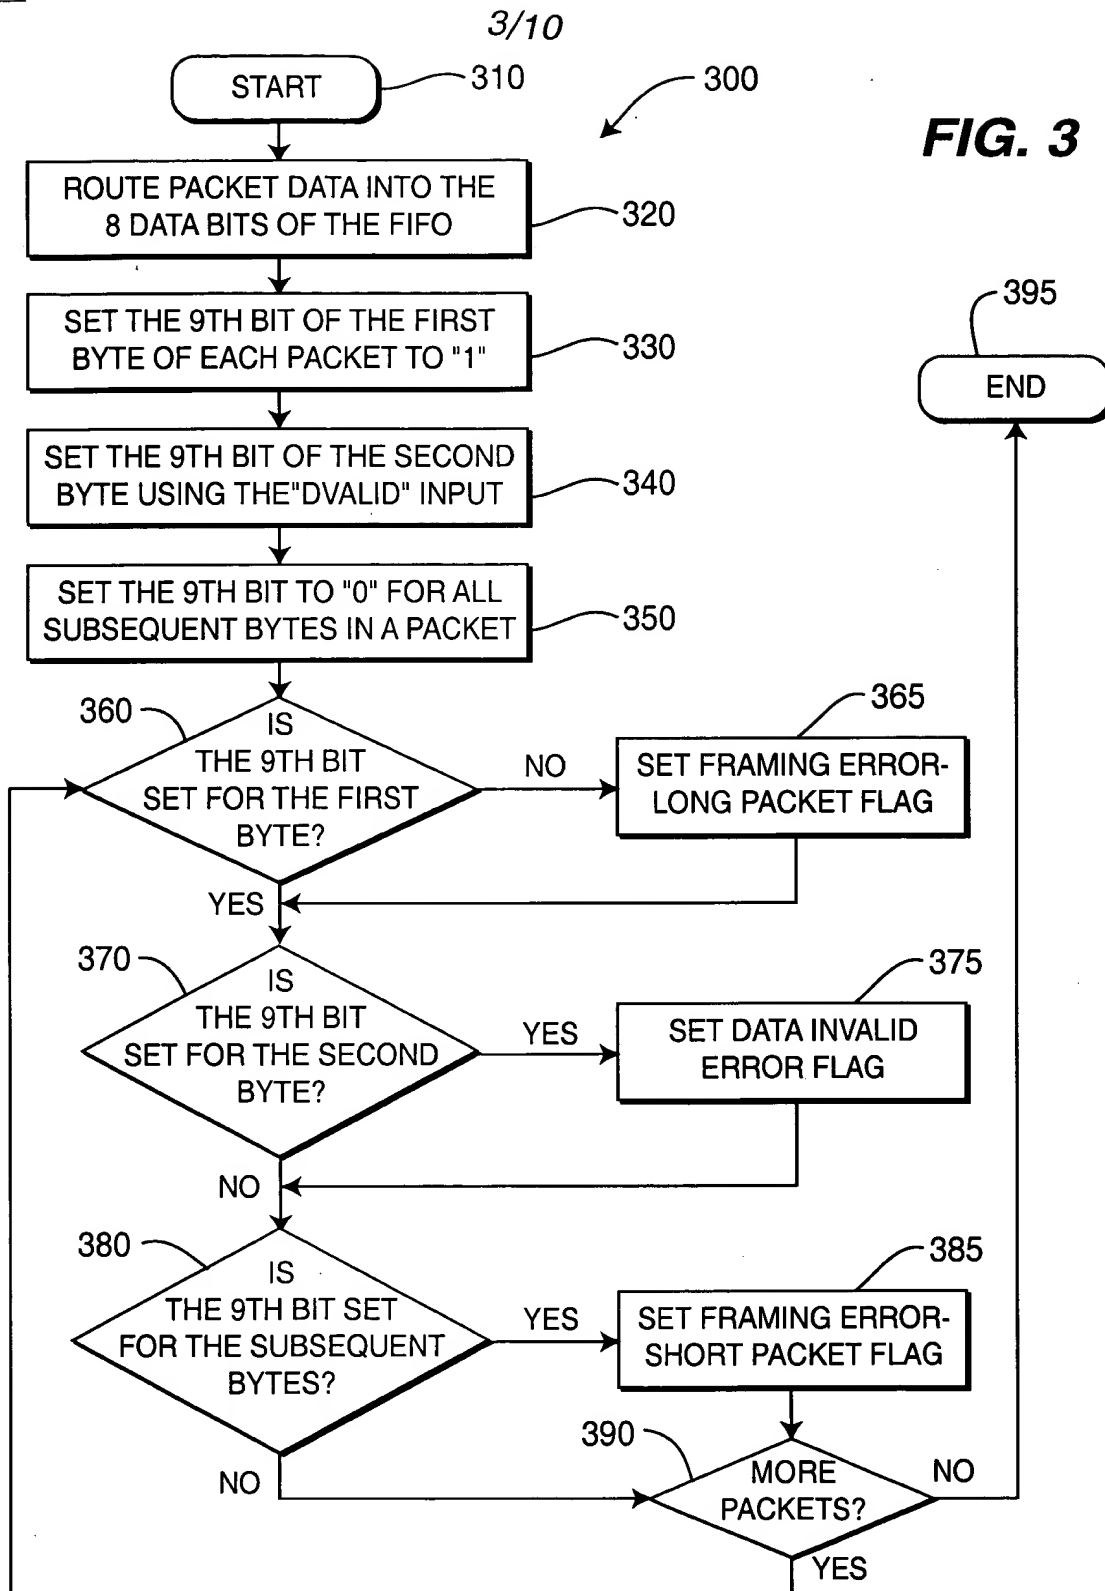 3/10
START
310
300
FIG. 3
ROUTE PACKET DATA INTO THE
8 DATA BITS OF THE FIFO
320
SET THE 9TH BIT OF THE FIRST
BYTE OF EACH PACKET TO "1"
330
395
END
SET THE 9TH BIT OF THE SECOND
BYTE USING THE"DVALID" INPUT
340
SET THE 9TH BIT TO "0" FOR ALL
SUBSEQUENT BYTES IN A PACKET
350
360
IS
THE 9TH BIT
SET FOR THE FIRST
BYTE?
NO
365
SET FRAMING ERROR-
LONG PACKET FLAG
YES
370
IS
THE 9TH BIT
SET FOR THE SECOND
BYTE?
YES
375
SET DATA INVALID
ERROR FLAG
NO
380
IS
THE 9TH BIT SET
FOR THE SUBSEQUENT
BYTES?
YES
385
SET FRAMING ERROR-
SHORT PACKET FLAG
NO
390
MORE
PACKETS?
NO
YES